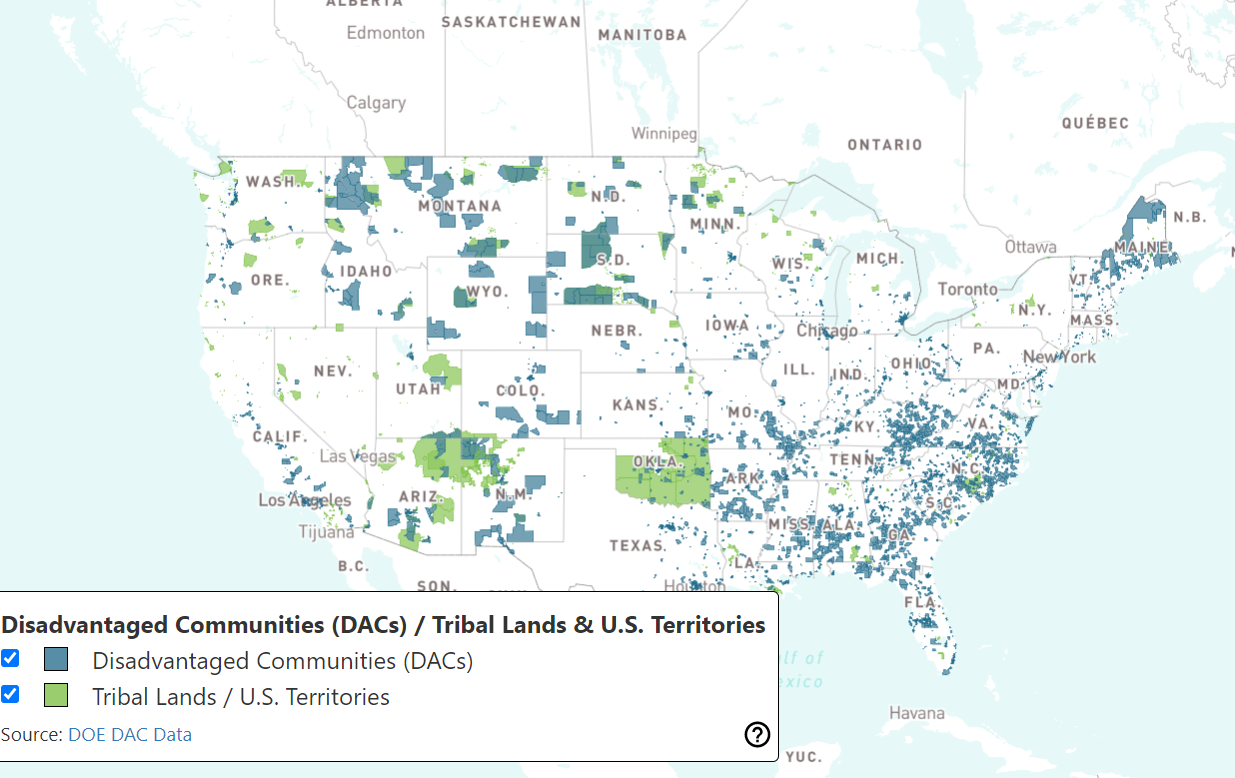 ALBERTA
SASKATCHEWAN
MANITOBA
Edmonton
Calgary
Winnipeg
ONTARIO
QUÉBEC
WASH.
MONTANA
N.D.
MINN.
N.B.
Ottawa
MAINE
ORE.
IDAHO
S.D.
WIS.
MICH.
VT.
WYO.
Toronto
N.Y.
MASS.
NEBR.
IOWA
Chicago
NEV.
UTAH
COLO.
ILL.
IND.
OHIO
PA.
New York
MD.
KANS.
MO.
KY.
VA.
CALIF.
Las Vegas
OKLA.
TENN.
N.C.
Los Angeles
ARIZ.
N.M.
ARK.
S.C.
Tijuana
MISS.
ALA.
GA.
TEXAS
LA.
B.C.
SON.
Houston
FLA.
Disadvantaged Communities (DACs) / Tribal Lands & U.S. Territories
Disadvantaged Communities (DACs)
Tribal Lands / U.S. Territories
Source: DOE DAC Data
?
lf of
exico
Havana
YUC.